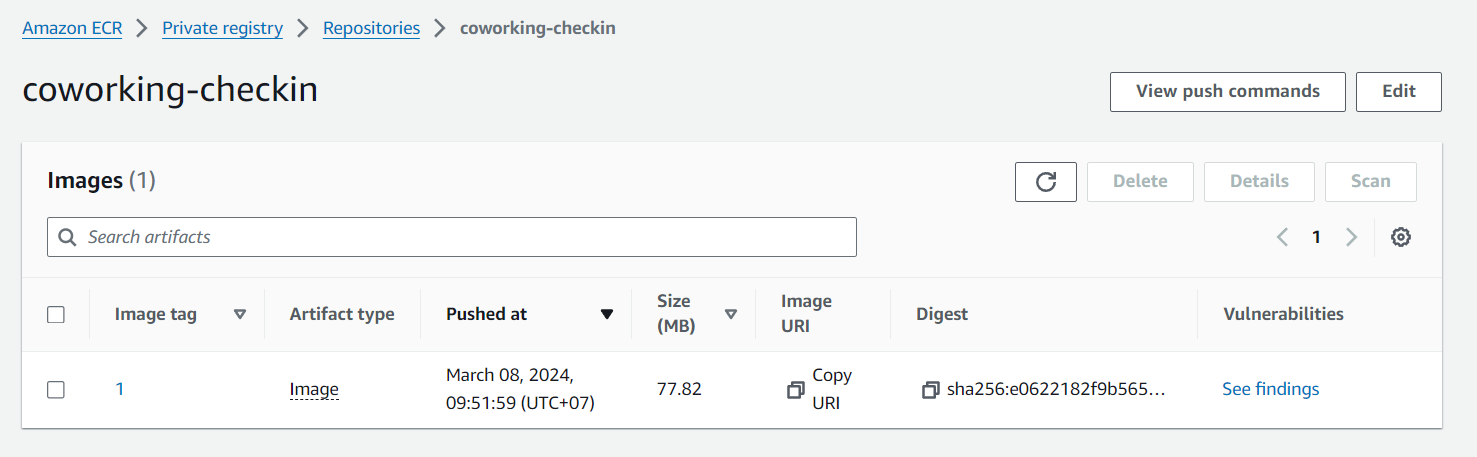 Amazon ECR > Private registry > Repositories > coworking-checkin
coworking-checkin
View push commands
Edit
Images (1)
Delete
Details
Scan
Search artifacts
1
Image tag
Artifact type
Pushed at
Size
(MB)
Image
URI
Digest
Vulnerabilities
1
Image
March 08, 2024,
09:51:59 (UTC+07)
77.82
Copy
URI
sha256:e0622182f9b565...
See findings